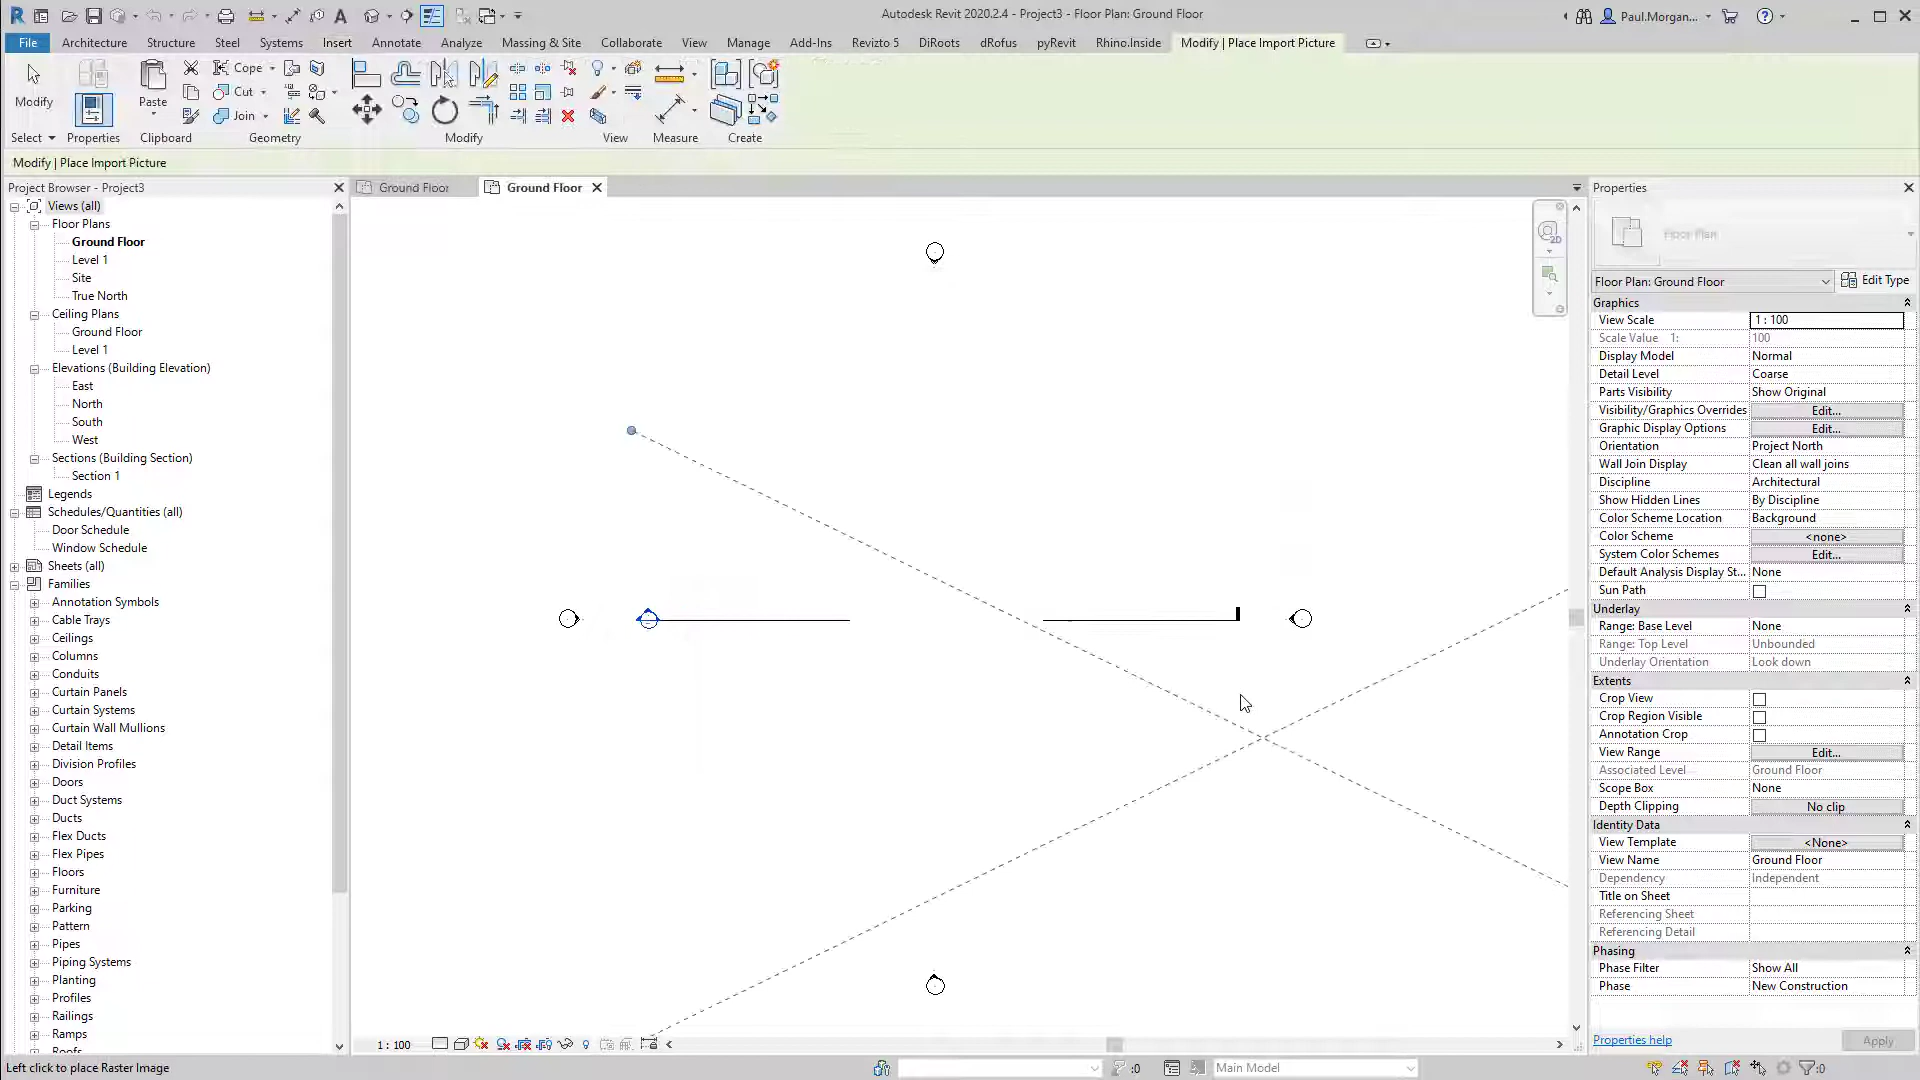 Autodesk Revit 2020.2.4 - Project3 - Floor Plan: Ground Floor
Paul.Morgan...
File Architecture Structure Steel Systems Insert Annotate Analyze Massing & Site Collaborate View Manage Add-Ins Revizto 5 DiRoots dRofus pyRevit Rhino.Inside Modify | Place Import Picture
Cope
Modify Paste Cut
Join
Select Properties Clipboard Geometry Modify View Measure Create
Modify | Place Import Picture
Project Browser - Project3
Views (all)
Floor Plans
Ground Floor
Level 1
Site
True North
Ceiling Plans
Ground Floor
Level 1
Elevations (Building Elevation)
East
North
South
West
Sections (Building Section)
Section 1
Legends
Schedules/Quantities (all)
Door Schedule
Window Schedule
Sheets (all)
Families
Annotation Symbols
Cable Trays
Ceilings
Columns
Conduits
Curtain Panels
Curtain Systems
Curtain Wall Mullions
Detail Items
Division Profiles
Doors
Duct Systems
Ducts
Flex Ducts
Flex Pipes
Floors
Furniture
Parking
Pattern
Pipes
Piping Systems
Planting
Profiles
Railings
Ramps
Roofs
Ground Floor Ground Floor
2D
1 : 100
Properties
Floor Plan
Floor Plan: Ground Floor Edit Type
Graphics
View Scale 1 : 100
Scale Value 1: 100
Display Model Normal
Detail Level Coarse
Parts Visibility Show Original
Visibility/Graphics Overrides Edit...
Graphic Display Options Edit...
Orientation Project North
Wall Join Display Clean all wall joins
Discipline Architectural
Show Hidden Lines By Discipline
Color Scheme Location Background
Color Scheme <none>
System Color Schemes Edit...
Default Analysis Display St... None
Sun Path
Underlay
Range: Base Level None
Range: Top Level Unbounded
Underlay Orientation Look down
Extents
Crop View
Crop Region Visible
Annotation Crop
View Range Edit...
Associated Level Ground Floor
Scope Box None
Depth Clipping No clip
Identity Data
View Template <None>
View Name Ground Floor
Dependency Independent
Title on Sheet
Referencing Sheet
Referencing Detail
Phasing
Phase Filter Show All
Phase New Construction
Properties help Apply
Left click to place Raster Image :0 Main Model :0